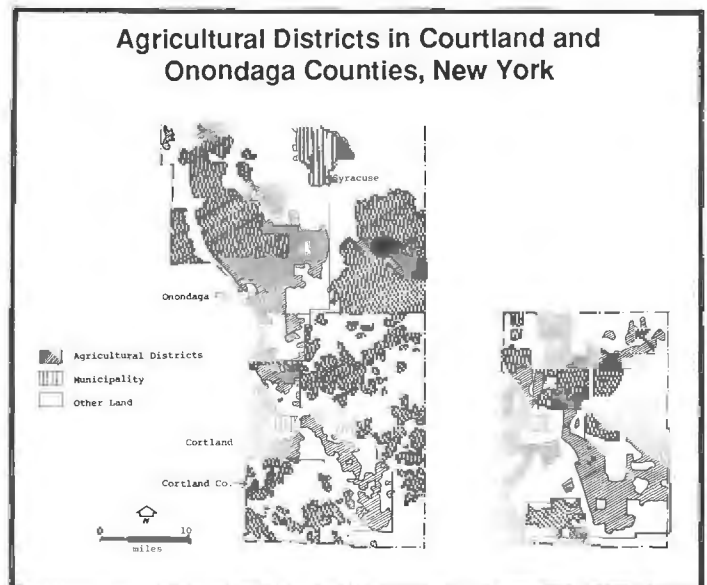 Agricultural Districts in Courtland and
Onondaga Counties, New York
Syracuse
Onondaga
Agricultural Districts
Municipality
Other Land
Cortland
Cortland Co.
N
0 10
miles